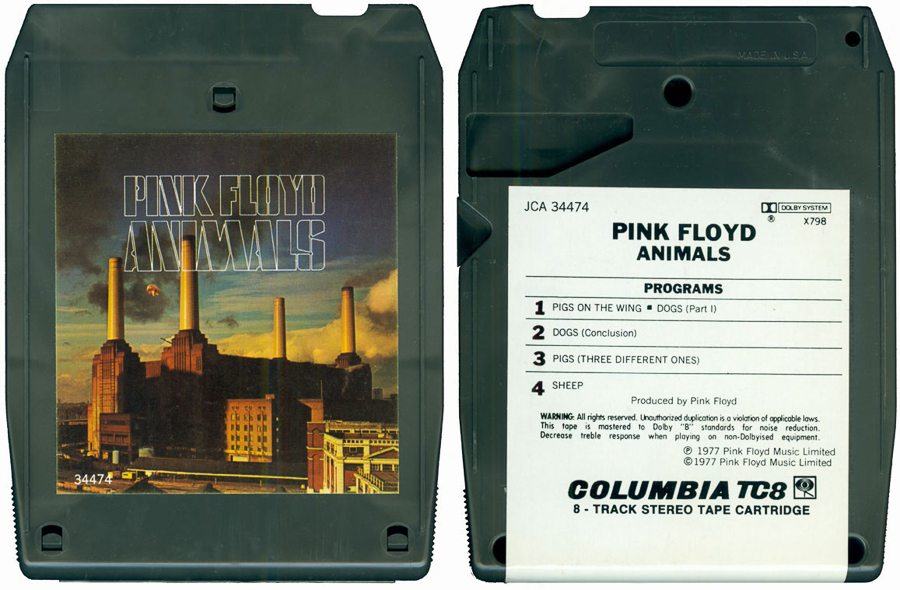 PINK FLOYD
ANIMALS
34474
MADE IN U.S.A.
JCA 34474
DOLBY SYSTEM
®
X798
PINK FLOYD
ANIMALS
PROGRAMS
1 PIGS ON THE WING ▪ DOGS (Part I)
2 DOGS (Conclusion)
3 PIGS (THREE DIFFERENT ONES)
4 SHEEP
Produced by Pink Floyd
WARNING: All rights reserved. Unauthorized duplication is a violation of applicable laws.
This tape is mastered to Dolby "B" standards for noise reduction.
Decrease treble response when playing on non-Dolbyised equipment.
℗ 1977 Pink Floyd Music Limited
© 1977 Pink Floyd Music Limited
COLUMBIA TC8
8 - TRACK STEREO TAPE CARTRIDGE